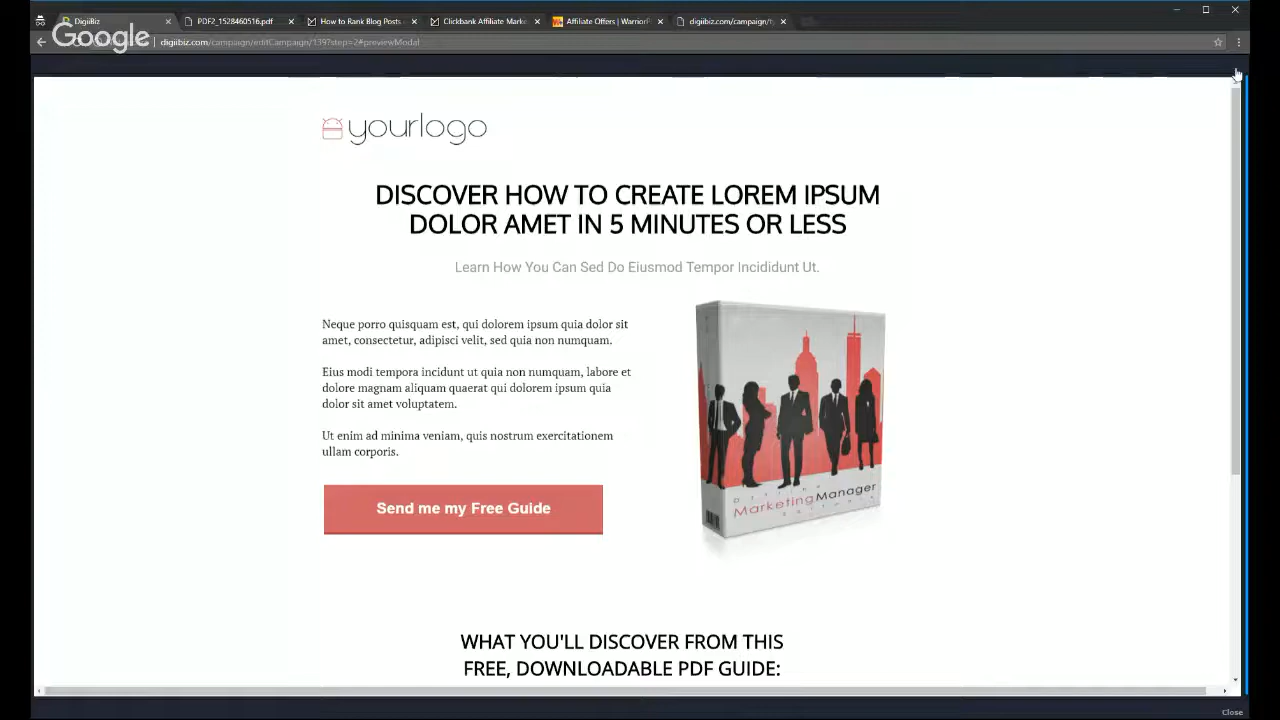 DigiiBiz
PDF2_1528460516.pdf
How to Rank Blog Posts
Clickbank Affiliate Marke
Affiliate Offers | WarriorP
digiibiz.com/campaign/t
Google
digiibiz.com/campaign/editCampaign/139?step=2#previewModal
yourlogo
DISCOVER HOW TO CREATE LOREM IPSUM
DOLOR AMET IN 5 MINUTES OR LESS
Learn How You Can Sed Do Eiusmod Tempor Incididunt Ut.
Neque porro quisquam est, qui dolorem ipsum quia dolor sit
amet, consectetur, adipisci velit, sed quia non numquam.
Eius modi tempora incidunt ut quia non numquam, labore et
dolore magnam aliquam quaerat qui dolorem ipsum quia
dolor sit amet voluptatem.
Ut enim ad minima veniam, quis nostrum exercitationem
ullam corporis.
Send me my Free Guide
Offline
MarketingManager
Software
WHAT YOU'LL DISCOVER FROM THIS
FREE, DOWNLOADABLE PDF GUIDE:
Close